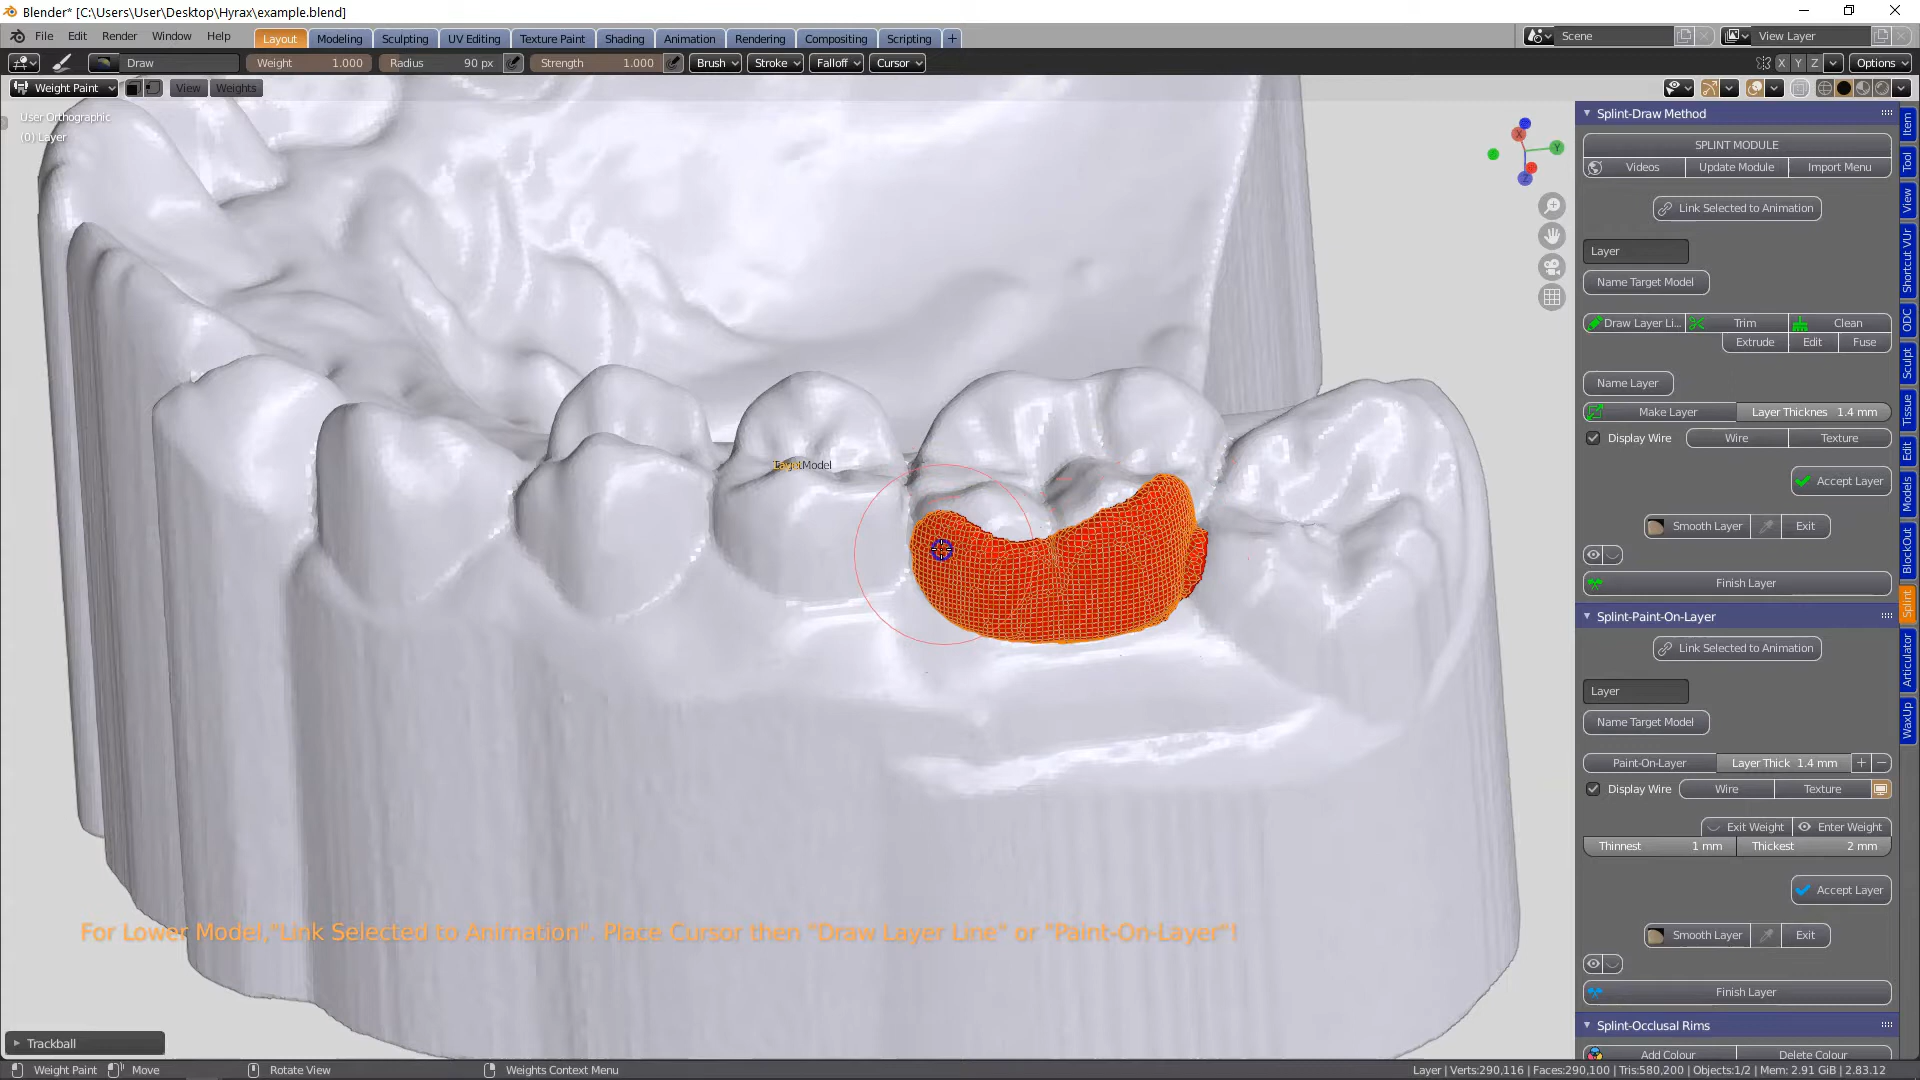 Blender* [C:\Users\User\Desktop\Hyrax\example.blend]
File Edit Render Window Help Layout Modeling Sculpting UV Editing Texture Paint Shading Animation Rendering Compositing Scripting + Scene View Layer
Draw Weight 1.000 Radius 90 px Strength 1.000 Brush Stroke Falloff Cursor X Y Z Options
Weight Paint View Weights
User Orthographic
(0) Layer
X Y Z
Splint-Draw Method
SPLINT MODULE
Videos Update Module Import Menu
Link Selected to Animation
Layer
Name Target Model
Draw Layer Li... Trim Clean
Extrude Edit Fuse
Name Layer
Make Layer Layer Thicknes 1.4 mm
Display Wire Wire Texture
Accept Layer
Smooth Layer Exit
Finish Layer
Splint-Paint-On-Layer
Link Selected to Animation
Layer
Name Target Model
Paint-On-Layer Layer Thick 1.4 mm + −
Display Wire Wire Texture
Exit Weight Enter Weight
Thinnest 1 mm Thickest 2 mm
Accept Layer
Smooth Layer Exit
Finish Layer
Splint-Occlusal Rims
Add Colour Delete Colour
Item
Tool
View
Shortcut VUr
ODC
Sculpt
Tissue
Edit
Models
BlockOut
Splint
Articulator
WaxUp
Model
For Lower Model,"Link Selected to Animation". Place Cursor then "Draw Layer Line" or "Paint-On-Layer"!
Trackball
Weight Paint Move Rotate View Weights Context Menu Layer | Verts:290,116 | Faces:290,100 | Tris:580,200 | Objects:1/2 | Mem: 2.91 GiB | 2.83.12